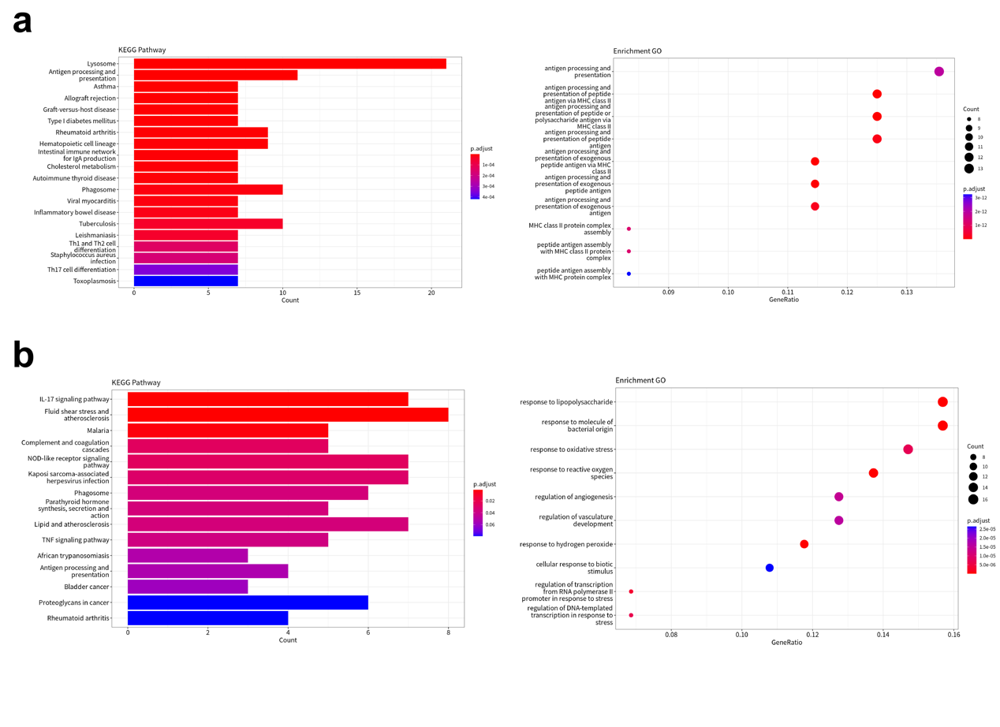 a
KEGG Pathway
Lysosome
Antigen processing and
presentation
Asthma
Allograft rejection
Graft-versus-host disease
Type I diabetes mellitus
Rheumatoid arthritis
Hematopoietic cell lineage
Intestinal immune network
for IgA production
Cholesterol metabolism
Autoimmune thyroid disease
Phagosome
Viral myocarditis
Inflammatory bowel disease
Tuberculosis
Leishmaniasis
Th1 and Th2 cell
differentiation
Staphylococcus aureus
infection
Th17 cell differentiation
Toxoplasmosis
0 5 10 15 20
Count
p.adjust
1e-04
2e-04
3e-04
4e-04
Enrichment GO
antigen processing and
presentation
antigen processing and
presentation of peptide
antigen via MHC class II
antigen processing and
presentation of peptide or
polysaccharide antigen via
MHC class II
antigen processing and
presentation of peptide
antigen
antigen processing and
presentation of exogenous
peptide antigen via MHC
class II
antigen processing and
presentation of exogenous
peptide antigen
antigen processing and
presentation of exogenous
antigen
MHC class II protein complex
assembly
peptide antigen assembly
with MHC class II protein
complex
peptide antigen assembly
with MHC protein complex
0.09 0.10 0.11 0.12 0.13
GeneRatio
Count
8
9
10
11
12
13
p.adjust
3e-12
2e-12
1e-12
b
KEGG Pathway
IL-17 signaling pathway
Fluid shear stress and
atherosclerosis
Malaria
Complement and coagulation
cascades
NOD-like receptor signaling
pathway
Kaposi sarcoma-associated
herpesvirus infection
Phagosome
Parathyroid hormone
synthesis, secretion and
action
Lipid and atherosclerosis
TNF signaling pathway
African trypanosomiasis
Antigen processing and
presentation
Bladder cancer
Proteoglycans in cancer
Rheumatoid arthritis
0 2 4 6 8
Count
p.adjust
0.02
0.04
0.06
Enrichment GO
response to lipopolysaccharide
response to molecule of
bacterial origin
response to oxidative stress
response to reactive oxygen
species
regulation of angiogenesis
regulation of vasculature
development
response to hydrogen peroxide
cellular response to biotic
stimulus
regulation of transcription
from RNA polymerase II
promoter in response to stress
regulation of DNA-templated
transcription in response to
stress
0.08 0.10 0.12 0.14 0.16
GeneRatio
Count
8
10
12
14
16
p.adjust
2.5e-05
2.0e-05
1.5e-05
1.0e-05
5.0e-06